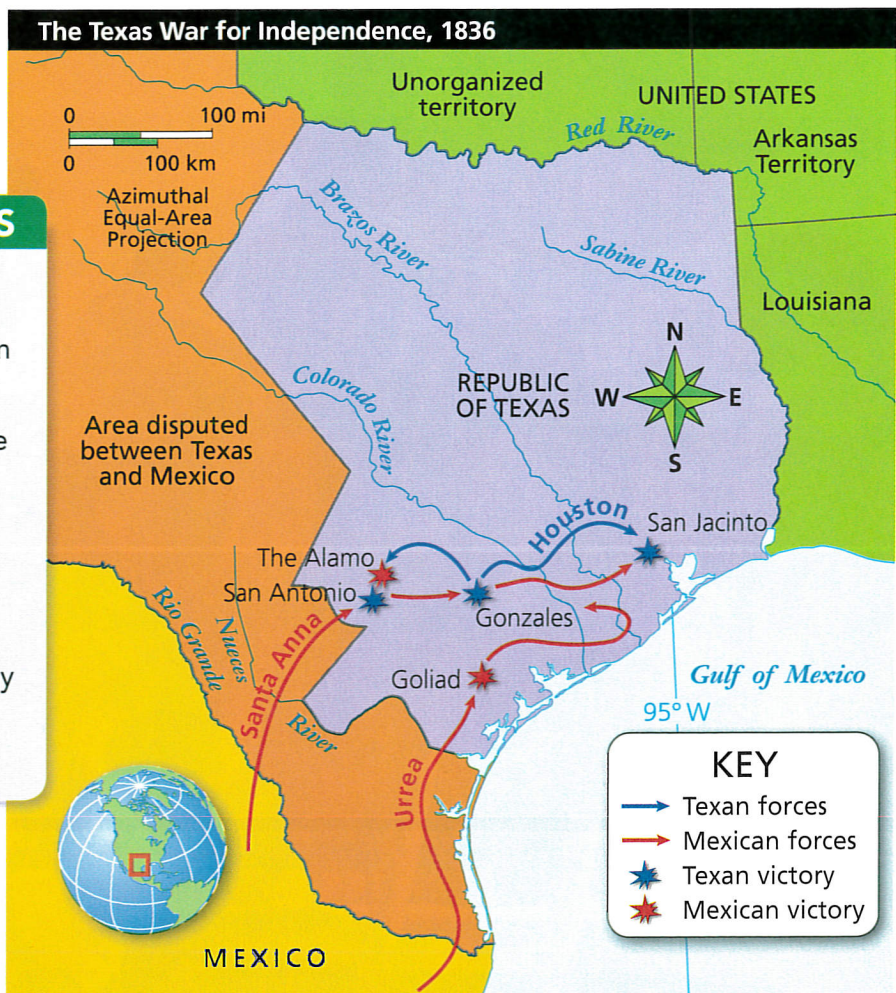 The Texas War for Independence, 1836
Unorganized
territory
UNITED STATES
0 100 mi
0 100 km
Red River
Arkansas
Territory
Azimuthal
Equal-Area
Projection
S
Brazos River
Sabine River
n
Louisiana
N
W E
S
Colorado River
REPUBLIC
OF TEXAS
Area disputed
between Texas
and Mexico
e
Houston
San Jacinto
The Alamo
San Antonio
Gonzales
Rio Grande
Nueces
River
Santa Anna
Goliad
y
Gulf of Mexico
95° W
Urrea
KEY
Texan forces
Mexican forces
Texan victory
Mexican victory
MEXICO